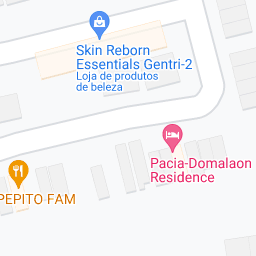 Skin Reborn
Essentials Gentri-2
Loja de produtos
de beleza
Pacia-Domalaon
Residence
PEPITO FAM